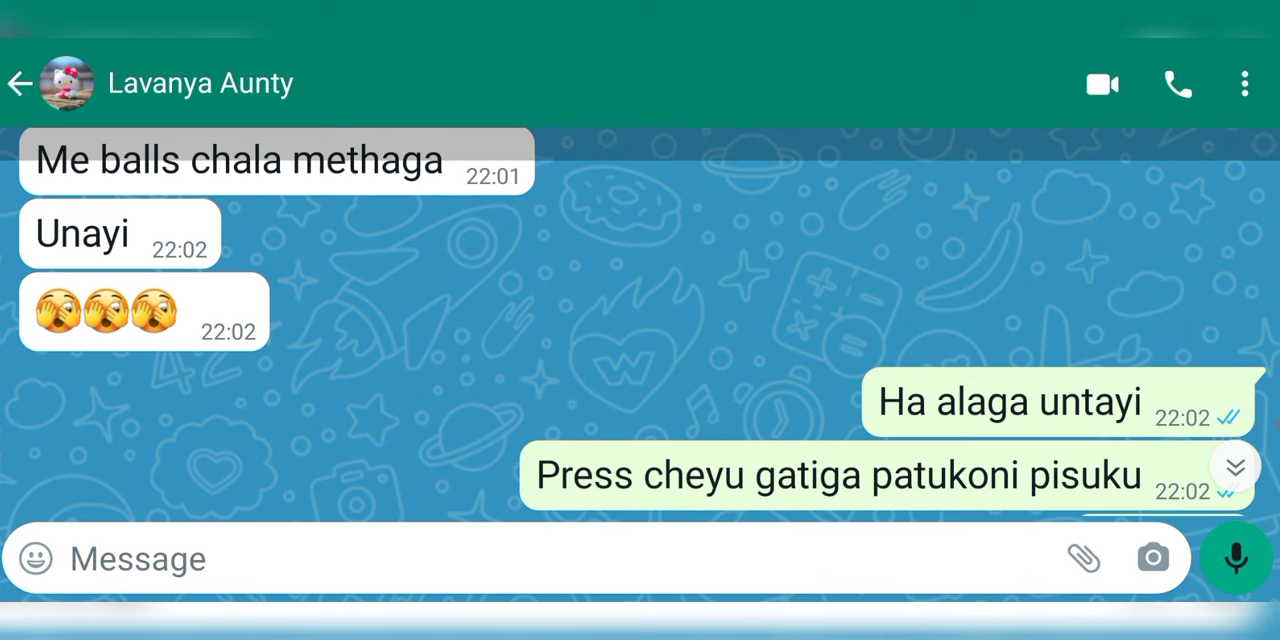 Lavanya Aunty
Me balls chala methaga 22:01
Unayi 22:02
🫣🫣🫣 22:02
Ha alaga untayi 22:02
Press cheyu gatiga patukoni pisuku 22:02
Message